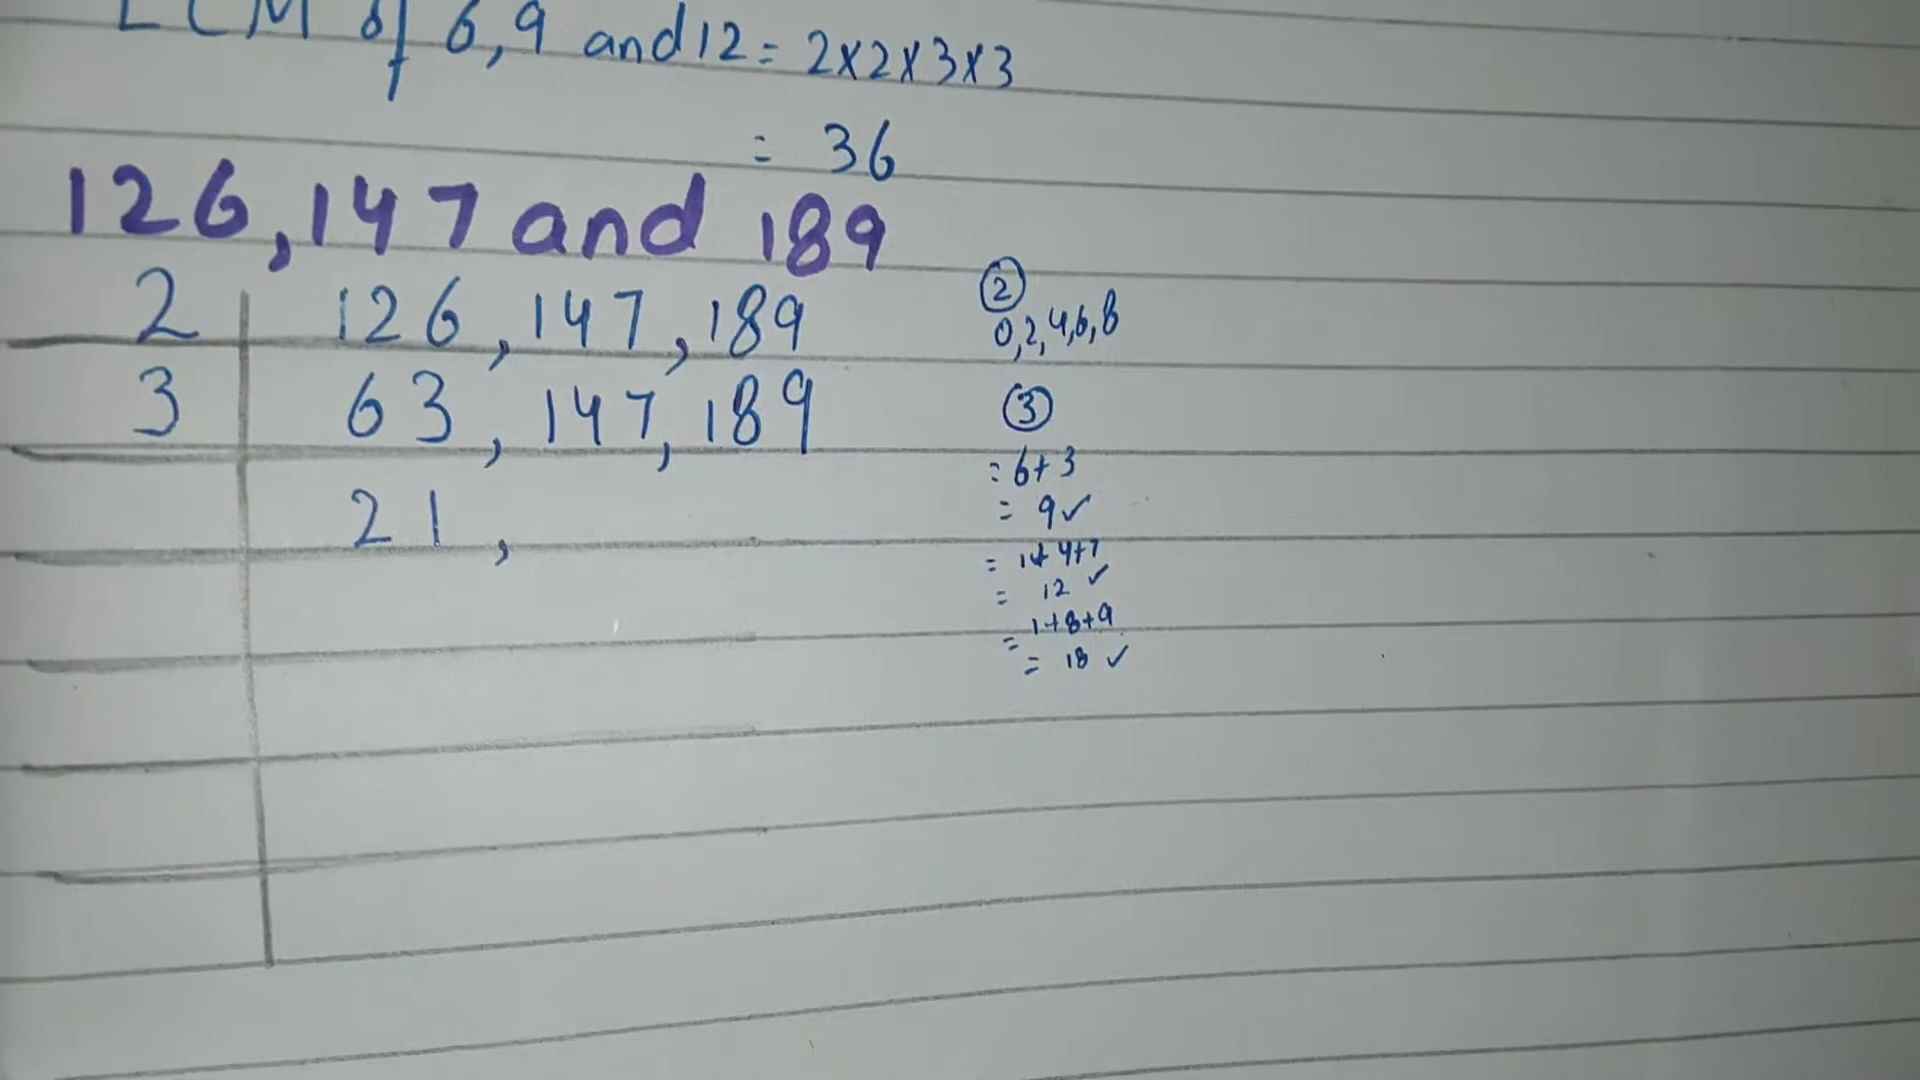 LCM of 6,9 and 12 = 2x2x3x3
= 36
126,147 and 189
2 126, 147, 189
3 63, 147, 189
21,
②
0,2,4,6,8
③
= 6+3
= 9✓
= 1+4+7
= 12 ✓
= 1+8+9
= 18 ✓